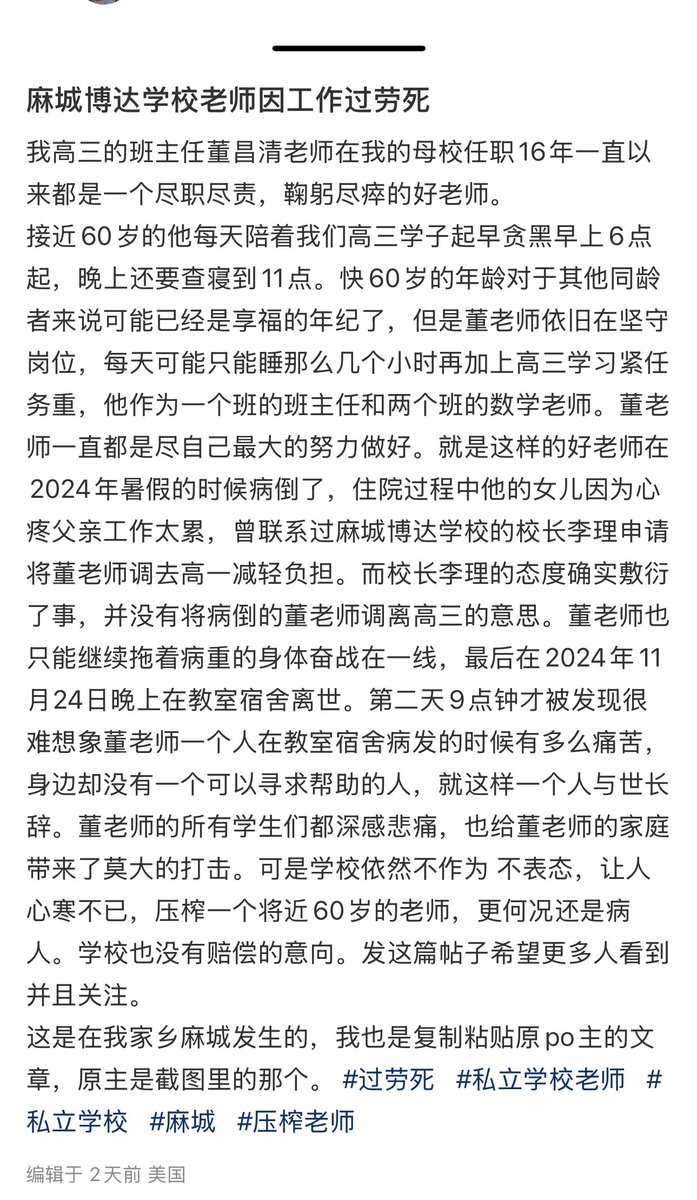 麻城博达学校老师因工作过劳死
我高三的班主任董昌清老师在我的母校任职16年一直以
来都是一个尽职尽责，鞠躬尽瘁的好老师。
接近60岁的他每天陪着我们高三学子起早贪黑早上6点
起，晚上还要查寝到11点。快60岁的年龄对于其他同龄
者来说可能已经是享福的年纪了，但是董老师依旧在坚守
岗位，每天可能只能睡那么几个小时再加上高三学习紧任
务重，他作为一个班的班主任和两个班的数学老师。董老
师一直都是尽自己最大的努力做好。就是这样的好老师在
2024年暑假的时候病倒了，住院过程中他的女儿因为心
疼父亲工作太累，曾联系过麻城博达学校的校长李理申请
将董老师调去高一减轻负担。而校长李理的态度确实敷衍
了事，并没有将病倒的董老师调离高三的意思。董老师也
只能继续拖着病重的身体奋战在一线，最后在2024年11
月24日晚上在教室宿舍离世。第二天9点钟才被发现很
难想象董老师一个人在教室宿舍病发的时候有多么痛苦，
身边却没有一个可以寻求帮助的人，就这样一个人与世长
辞。董老师的所有学生们都深感悲痛，也给董老师的家庭
带来了莫大的打击。可是学校依然不作为 不表态，让人
心寒不已，压榨一个将近60岁的老师，更何况还是病
人。学校也没有赔偿的意向。发这篇帖子希望更多人看到
并且关注。
这是在我家乡麻城发生的，我也是复制粘贴原po主的文
章，原主是截图里的那个。 #过劳死 #私立学校老师 #
私立学校 #麻城 #压榨老师
编辑于 2天前 美国